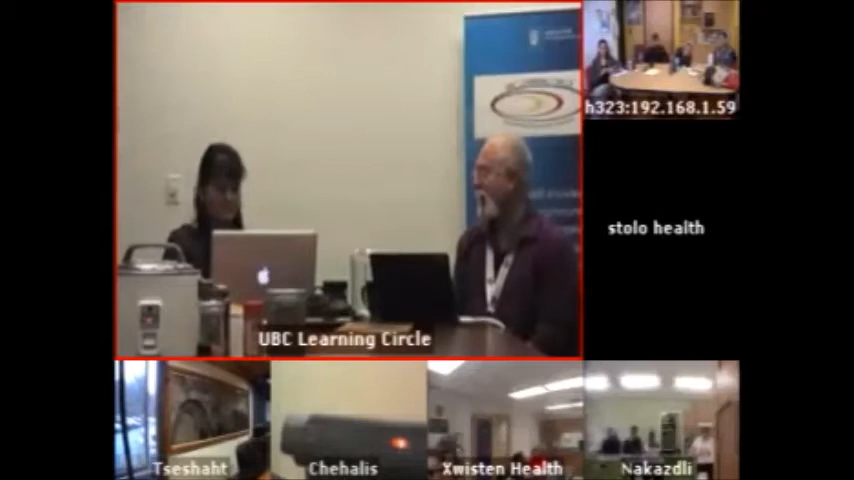 h323:192.168.1.59
stolo health
UBC Learning Circle
Tseshaht
Chehalis
Xwisten Health
Nakazdli